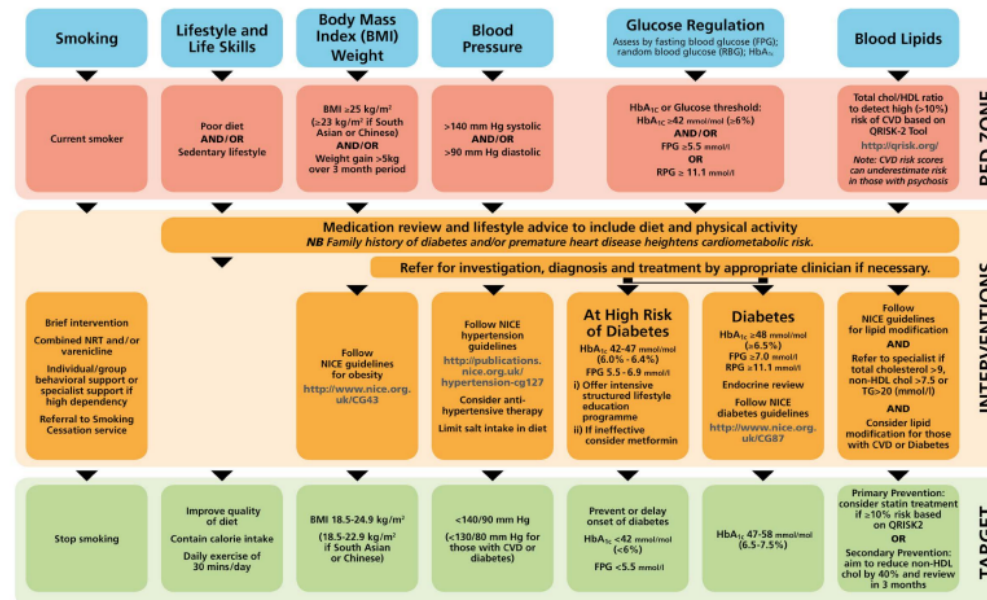 Smoking
Lifestyle and
Life Skills
Body Mass
Index (BMI)
Weight
Blood
Pressure
Glucose Regulation
Assess by fasting blood glucose (FPG);
random blood glucose (RBG); HbA1c
Blood Lipids
Current smoker
Poor diet
AND/OR
Sedentary lifestyle
BMI ≥25 kg/m²
(≥23 kg/m² if South
Asian or Chinese)
AND/OR
Weight gain >5kg
over 3 month period
>140 mm Hg systolic
AND/OR
>90 mm Hg diastolic
HbA1C or Glucose threshold:
HbA1C ≥42 mmol/mol (≥6%)
AND/OR
FPG ≥5.5 mmol/l
OR
RPG ≥ 11.1 mmol/l
Total chol/HDL ratio
to detect high (>10%)
risk of CVD based on
QRISK-2 Tool
http://qrisk.org/
Note: CVD risk scores
can underestimate risk
in those with psychosis
RED ZONE
Medication review and lifestyle advice to include diet and physical activity
NB Family history of diabetes and/or premature heart disease heightens cardiometabolic risk.
Refer for investigation, diagnosis and treatment by appropriate clinician if necessary.
Brief intervention
Combined NRT and/or
varenicline
Individual/group
behavioral support or
specialist support if
high dependency
Referral to Smoking
Cessation service
Follow
NICE guidelines
for obesity
http://www.nice.org.
uk/CG43
Follow NICE
hypertension
guidelines
http://publications.
nice.org.uk/
hypertension-cg127
Consider anti-
hypertensive therapy
Limit salt intake in diet
At High Risk
of Diabetes
HbA1c 42-47 mmol/mol
(6.0% - 6.4%)
FPG 5.5 - 6.9 mmol/l
i) Offer intensive
structured lifestyle
education
programme
ii) If ineffective
consider metformin
Diabetes
HbA1c ≥48 mmol/mol
(≥6.5%)
FPG ≥7.0 mmol/l
RPG ≥11.1 mmol/l
Endocrine review
Follow NICE
diabetes guidelines
http://www.nice.org.
uk/CG87
Follow
NICE guidelines
for lipid modification
AND
Refer to specialist if
total cholesterol >9,
non-HDL chol >7.5 or
TG>20 (mmol/l)
AND
Consider lipid
modification for those
with CVD or Diabetes
INTERVENTIONS
Stop smoking
Improve quality
of diet
Contain calorie intake
Daily exercise of
30 mins/day
BMI 18.5-24.9 kg/m²
(18.5-22.9 kg/m²
if South Asian
or Chinese)
<140/90 mm Hg
(<130/80 mm Hg for
those with CVD or
diabetes)
Prevent or delay
onset of diabetes
HbA1c <42 mmol/mol
(<6%)
FPG <5.5 mmol/l
HbA1c 47-58 mmol/mol
(6.5-7.5%)
Primary Prevention:
consider statin treatment
if ≥10% risk based
on QRISK2
OR
Secondary Prevention:
aim to reduce non-HDL
chol by 40% and review
in 3 months
TARGET